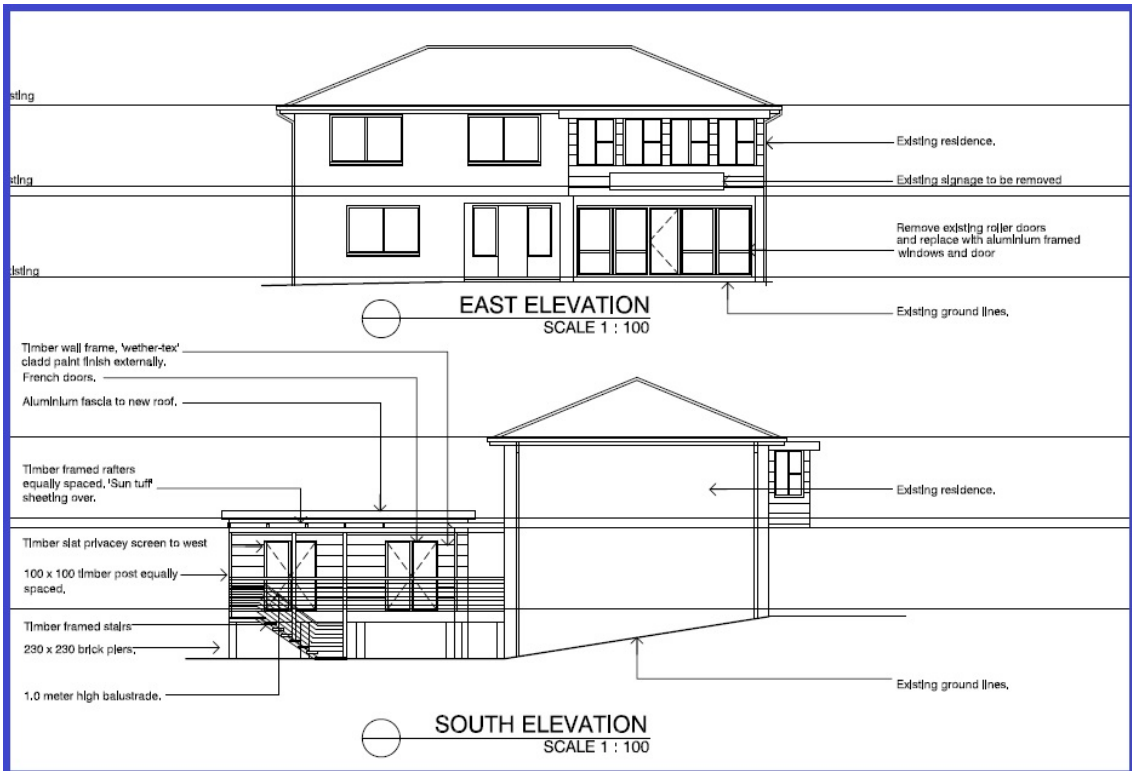 sting
Existing residence.
sting
Existing signage to be removed
Remove existing roller doors
and replace with aluminium framed
windows and door
isting
Existing ground lines.
EAST ELEVATION
SCALE 1 : 100
Timber wall frame, 'wether-tex'
cladd paint finish externally.
French doors.
Aluminium fascia to new roof.
Timber framed rafters
equally spaced, 'Sun tuff'
sheeting over.
Existing residence.
Timber slat privacey screen to west
100 x 100 timber post equally
spaced.
Timber framed stairs
230 x 230 brick piers.
1.0 meter high balustrade.
Existing ground lines.
SOUTH ELEVATION
SCALE 1 : 100